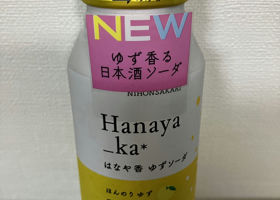 NEW
ゆず香る
日本酒ソーダ
NIHONSAKARI
Hanaya
_ka*
はなや香 ゆずソーダ
ほんのりゆず